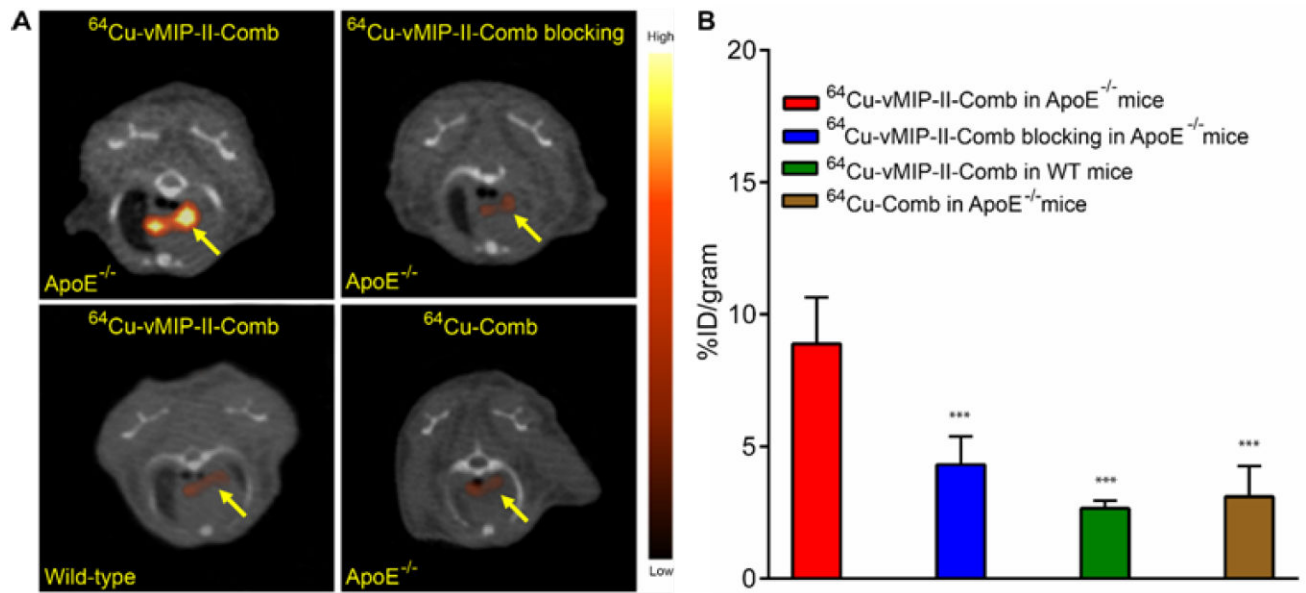 A
⁶⁴Cu-vMIP-II-Comb
ApoE⁻/⁻
⁶⁴Cu-vMIP-II-Comb blocking
ApoE⁻/⁻
⁶⁴Cu-vMIP-II-Comb
Wild-type
⁶⁴Cu-Comb
ApoE⁻/⁻
High
Low
B
%ID/gram
20
15
10
5
0
⁶⁴Cu-vMIP-II-Comb in ApoE⁻/⁻mice
⁶⁴Cu-vMIP-II-Comb blocking in ApoE⁻/⁻mice
⁶⁴Cu-vMIP-II-Comb in WT mice
⁶⁴Cu-Comb in ApoE⁻/⁻mice
***
***
***